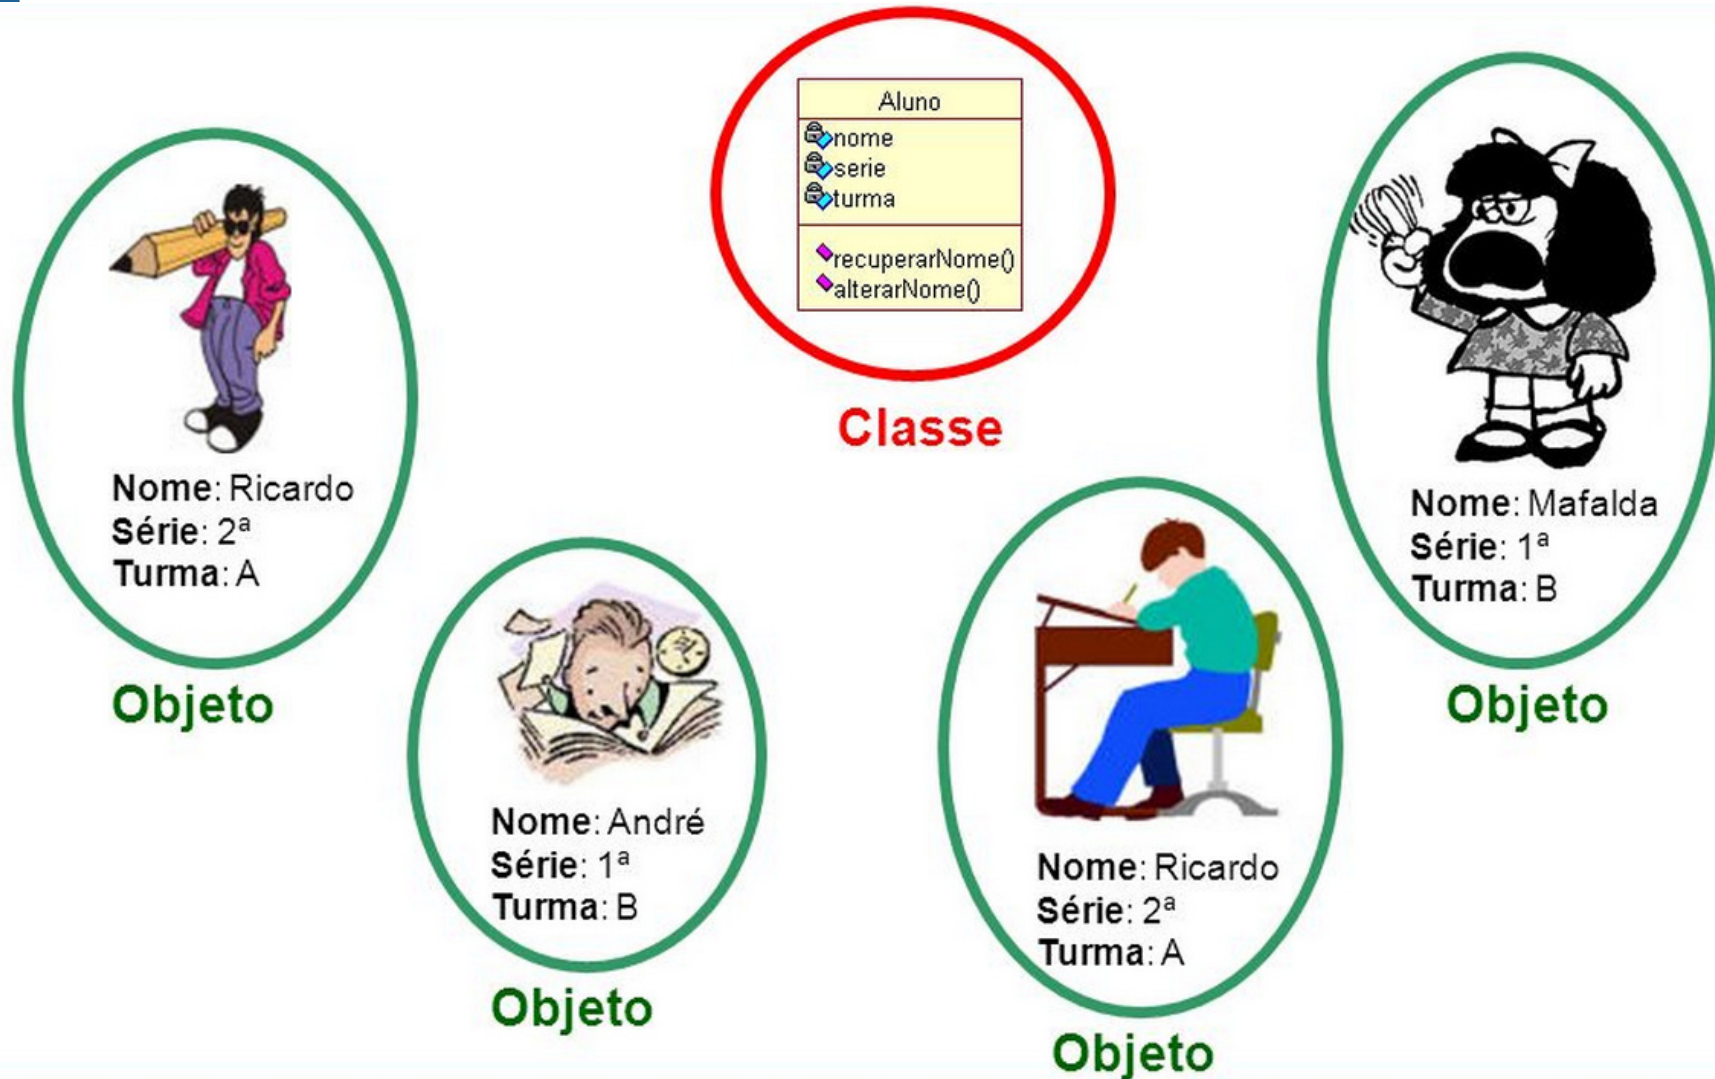 Aluno
nome
serie
turma
recuperarNome()
alterarNome()
Classe
Nome: Ricardo
Série: 2ª
Turma: A
Objeto
Nome: André
Série: 1ª
Turma: B
Objeto
Nome: Ricardo
Série: 2ª
Turma: A
Objeto
Nome: Mafalda
Série: 1ª
Turma: B
Objeto